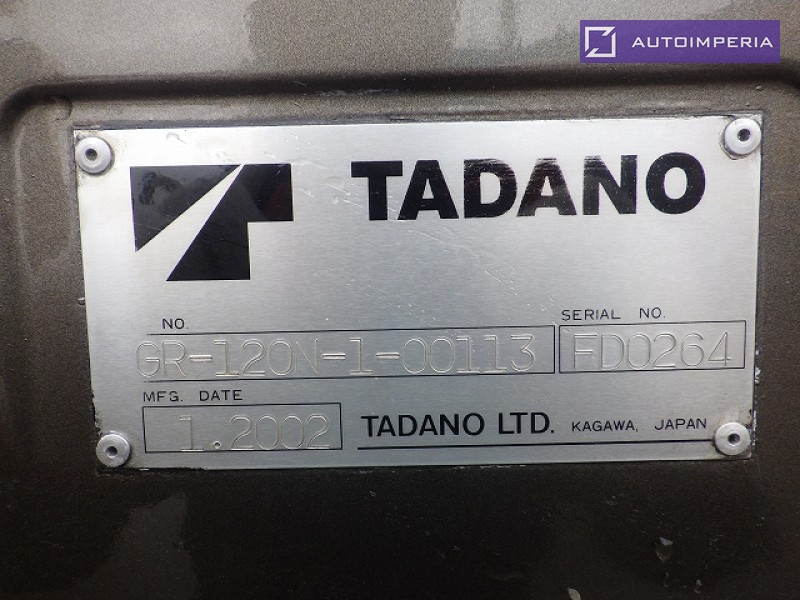 AUTOIMPERIA
TADANO
NO.
SERIAL NO.
GR-120N-1-00113 FD0264
MFG. DATE
1.2002
TADANO LTD. KAGAWA, JAPAN